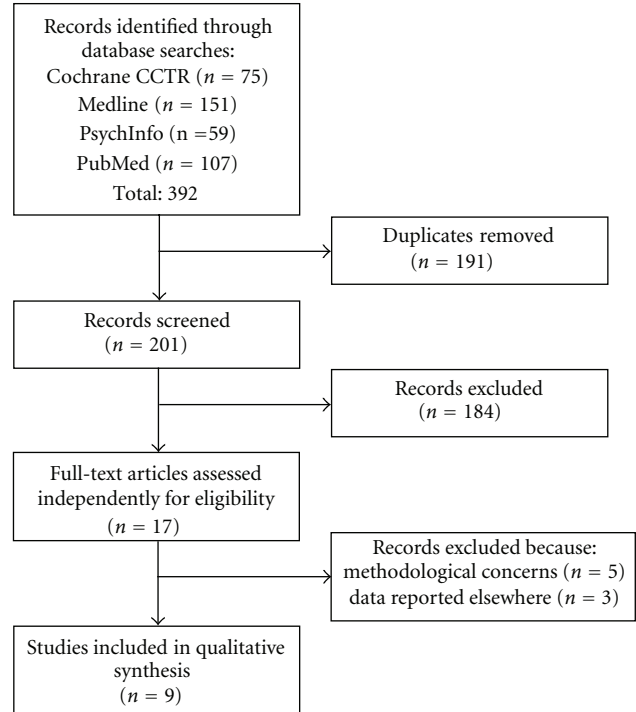 Records identified through
database searches:
Cochrane CCTR (n = 75)
Medline (n = 151)
PsychInfo (n =59)
PubMed (n = 107)
Total: 392
Duplicates removed
(n = 191)
Records screened
(n = 201)
Records excluded
(n = 184)
Full-text articles assessed
independently for eligibility
(n = 17)
Records excluded because:
methodological concerns (n = 5)
data reported elsewhere (n = 3)
Studies included in qualitative
synthesis
(n = 9)